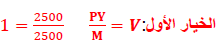 الخيار الأول: V = PY/M = 2500/2500 = 1